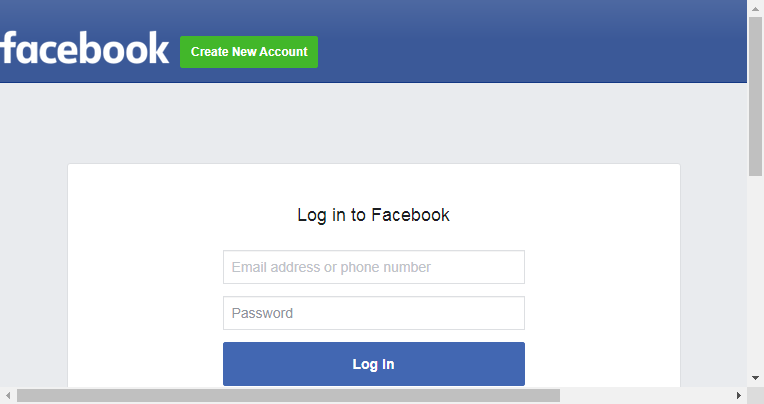 facebook
Create New Account
Log in to Facebook
Email address or phone number
Password
Log In